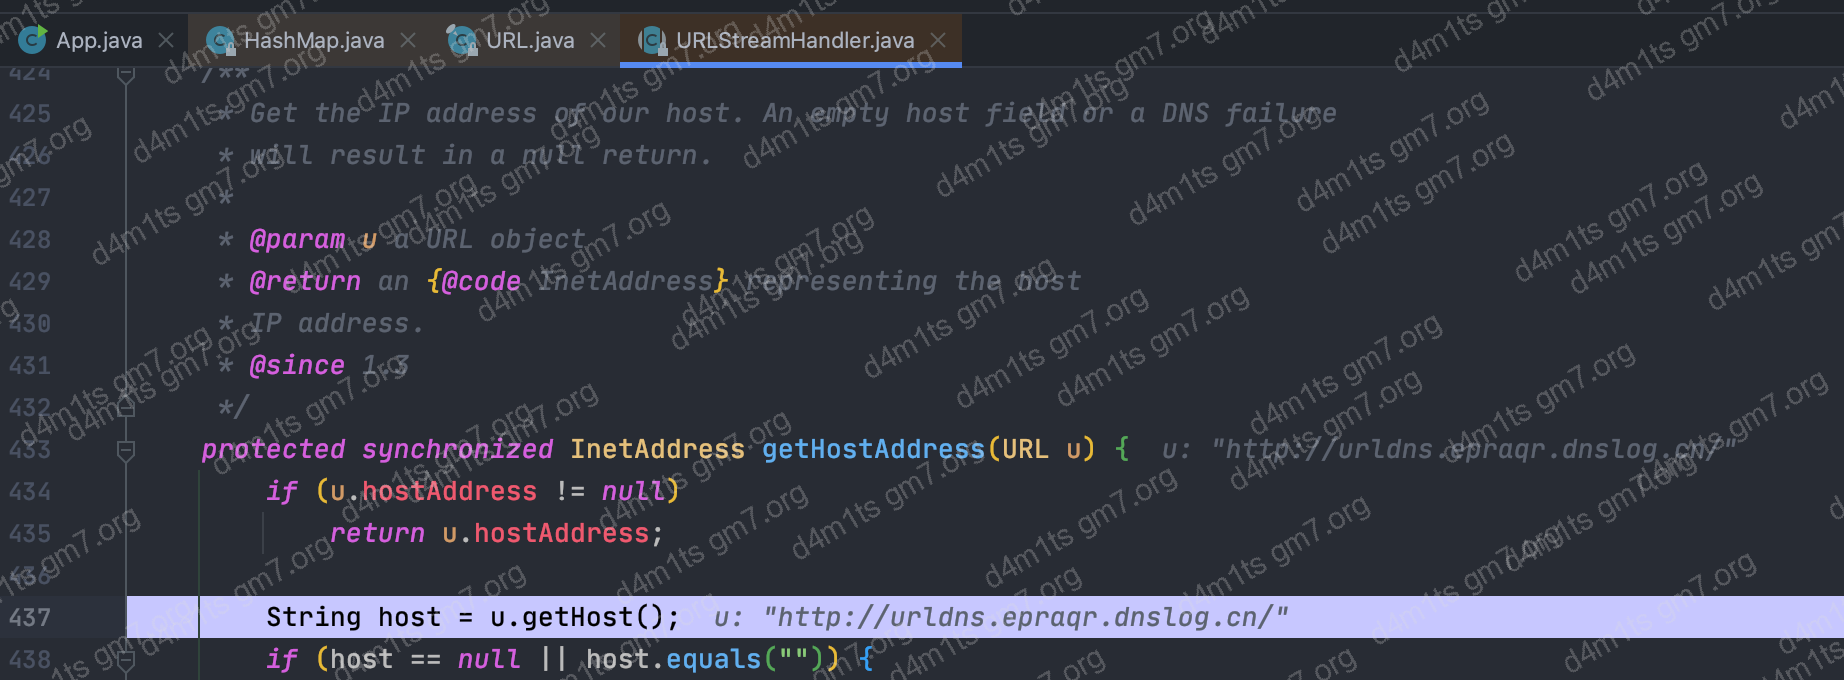 App.java HashMap.java URL.java URLStreamHandler.java
424 /**
425 * Get the IP address of our host. An empty host field or a DNS failure
426 * will result in a null return.
427 *
428 * @param u a URL object
429 * @return an {@code InetAddress} representing the host
430 * IP address.
431 * @since 1.3
432 */
433 protected synchronized InetAddress getHostAddress(URL u) { u: "http://urldns.epraqr.dnslog.cn/"
434 if (u.hostAddress != null)
435 return u.hostAddress;
436
437 String host = u.getHost(); u: "http://urldns.epraqr.dnslog.cn/"
438 if (host == null || host.equals("")) {
d4m1ts gm7.org